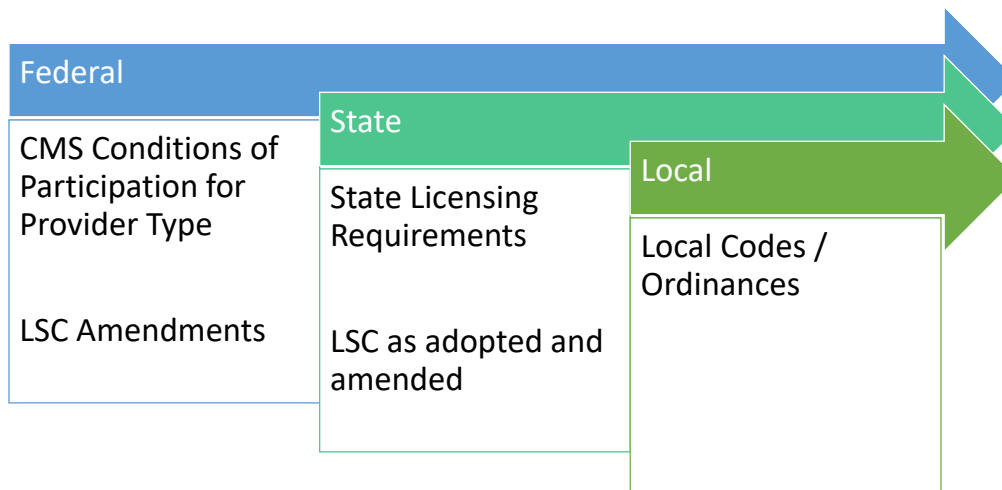 Federal
CMS Conditions of
Participation for
Provider Type
LSC Amendments
State
State Licensing
Requirements
LSC as adopted and
amended
Local
Local Codes /
Ordinances